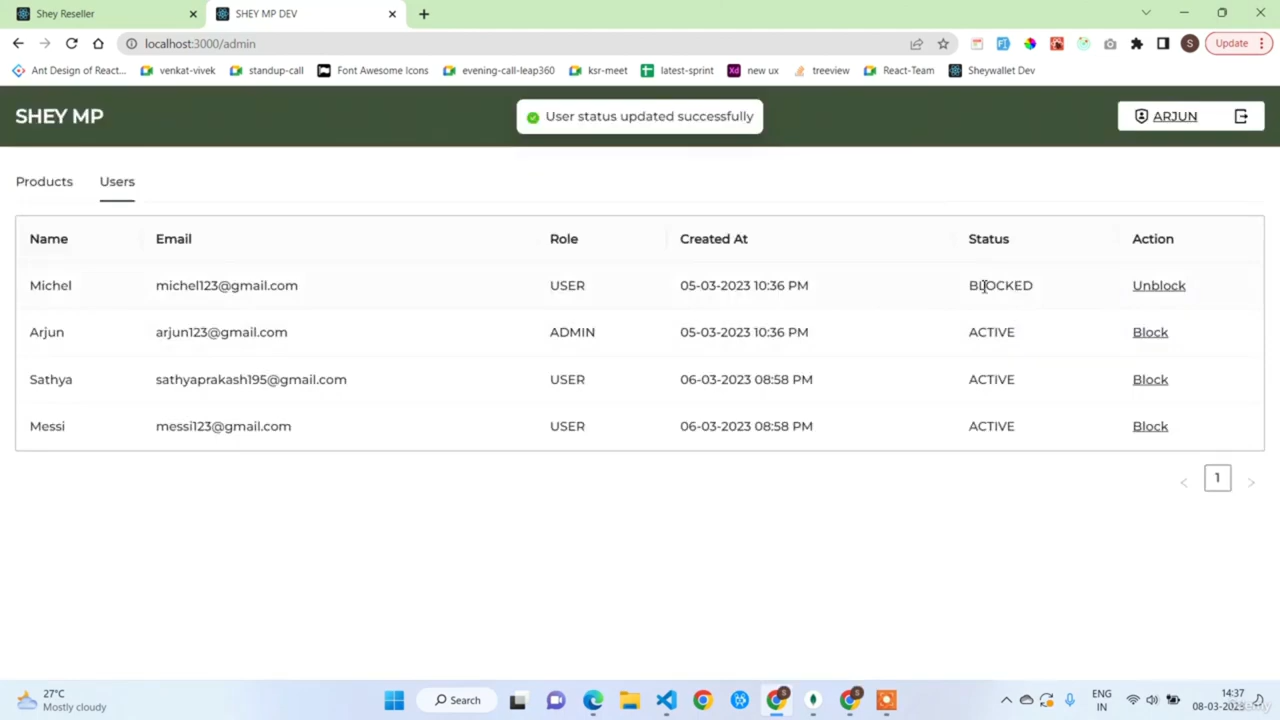 Shey Reseller
SHEY MP DEV
localhost:3000/admin
S
Update
Ant Design of React...
venkat-vivek
standup-call
Font Awesome Icons
evening-call-leap360
ksr-meet
latest-sprint
Xd new ux
treeview
React-Team
Sheywallet Dev
SHEY MP
User status updated successfully
ARJUN
Products Users
Name Email Role Created At Status Action
Michel michel123@gmail.com USER 05-03-2023 10:36 PM BLOCKED Unblock
Arjun arjun123@gmail.com ADMIN 05-03-2023 10:36 PM ACTIVE Block
Sathya sathyaprakash195@gmail.com USER 06-03-2023 08:58 PM ACTIVE Block
Messi messi123@gmail.com USER 06-03-2023 08:58 PM ACTIVE Block
< 1 >
27°C
Mostly cloudy
Search
ENG
IN
14:37
08-03-2023